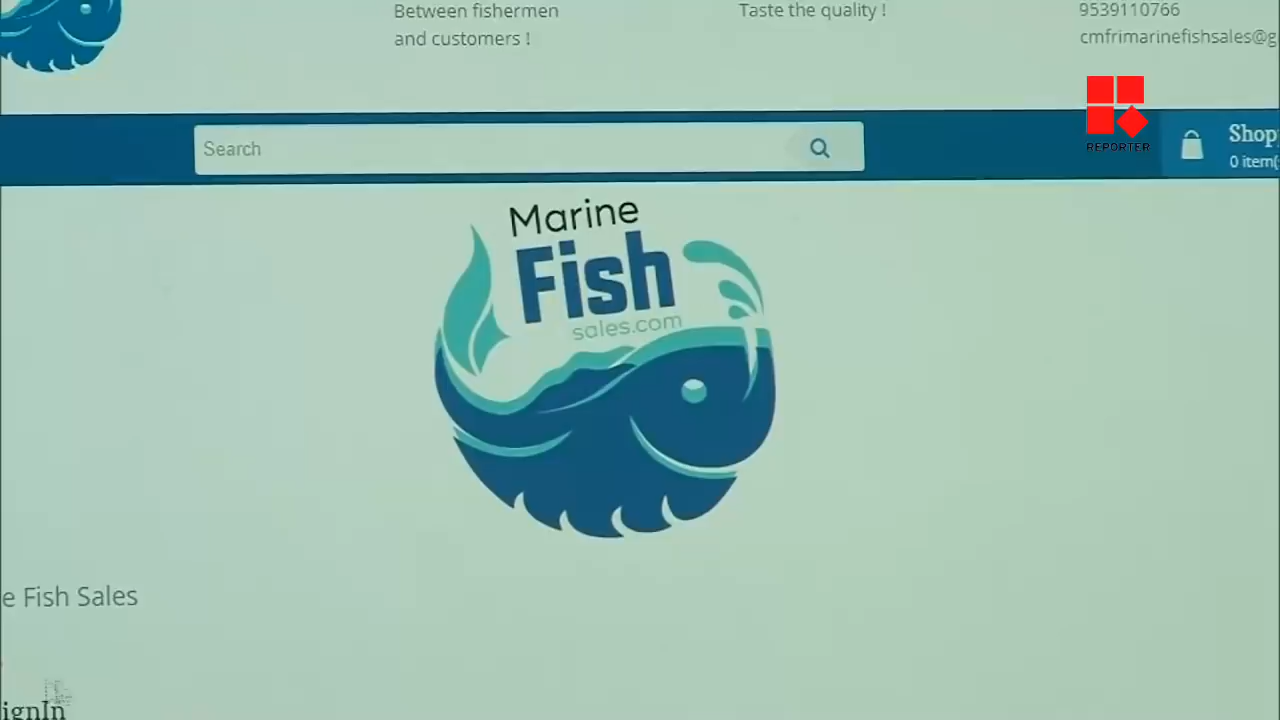 Between fishermen
and customers !
Taste the quality !
9539110766
cmfrimarinefishsales@g
REPORTER
Search
Shop
0 item(
Marine
Fish
sales.com
e Fish Sales
ignIn